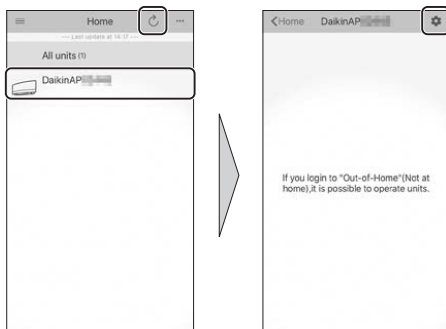 Home
Last update at 14:17
All units (1)
DaikinAP
Home DaikinAP
If you login to "Out-of-Home"(Not at
home),it is possible to operate units.